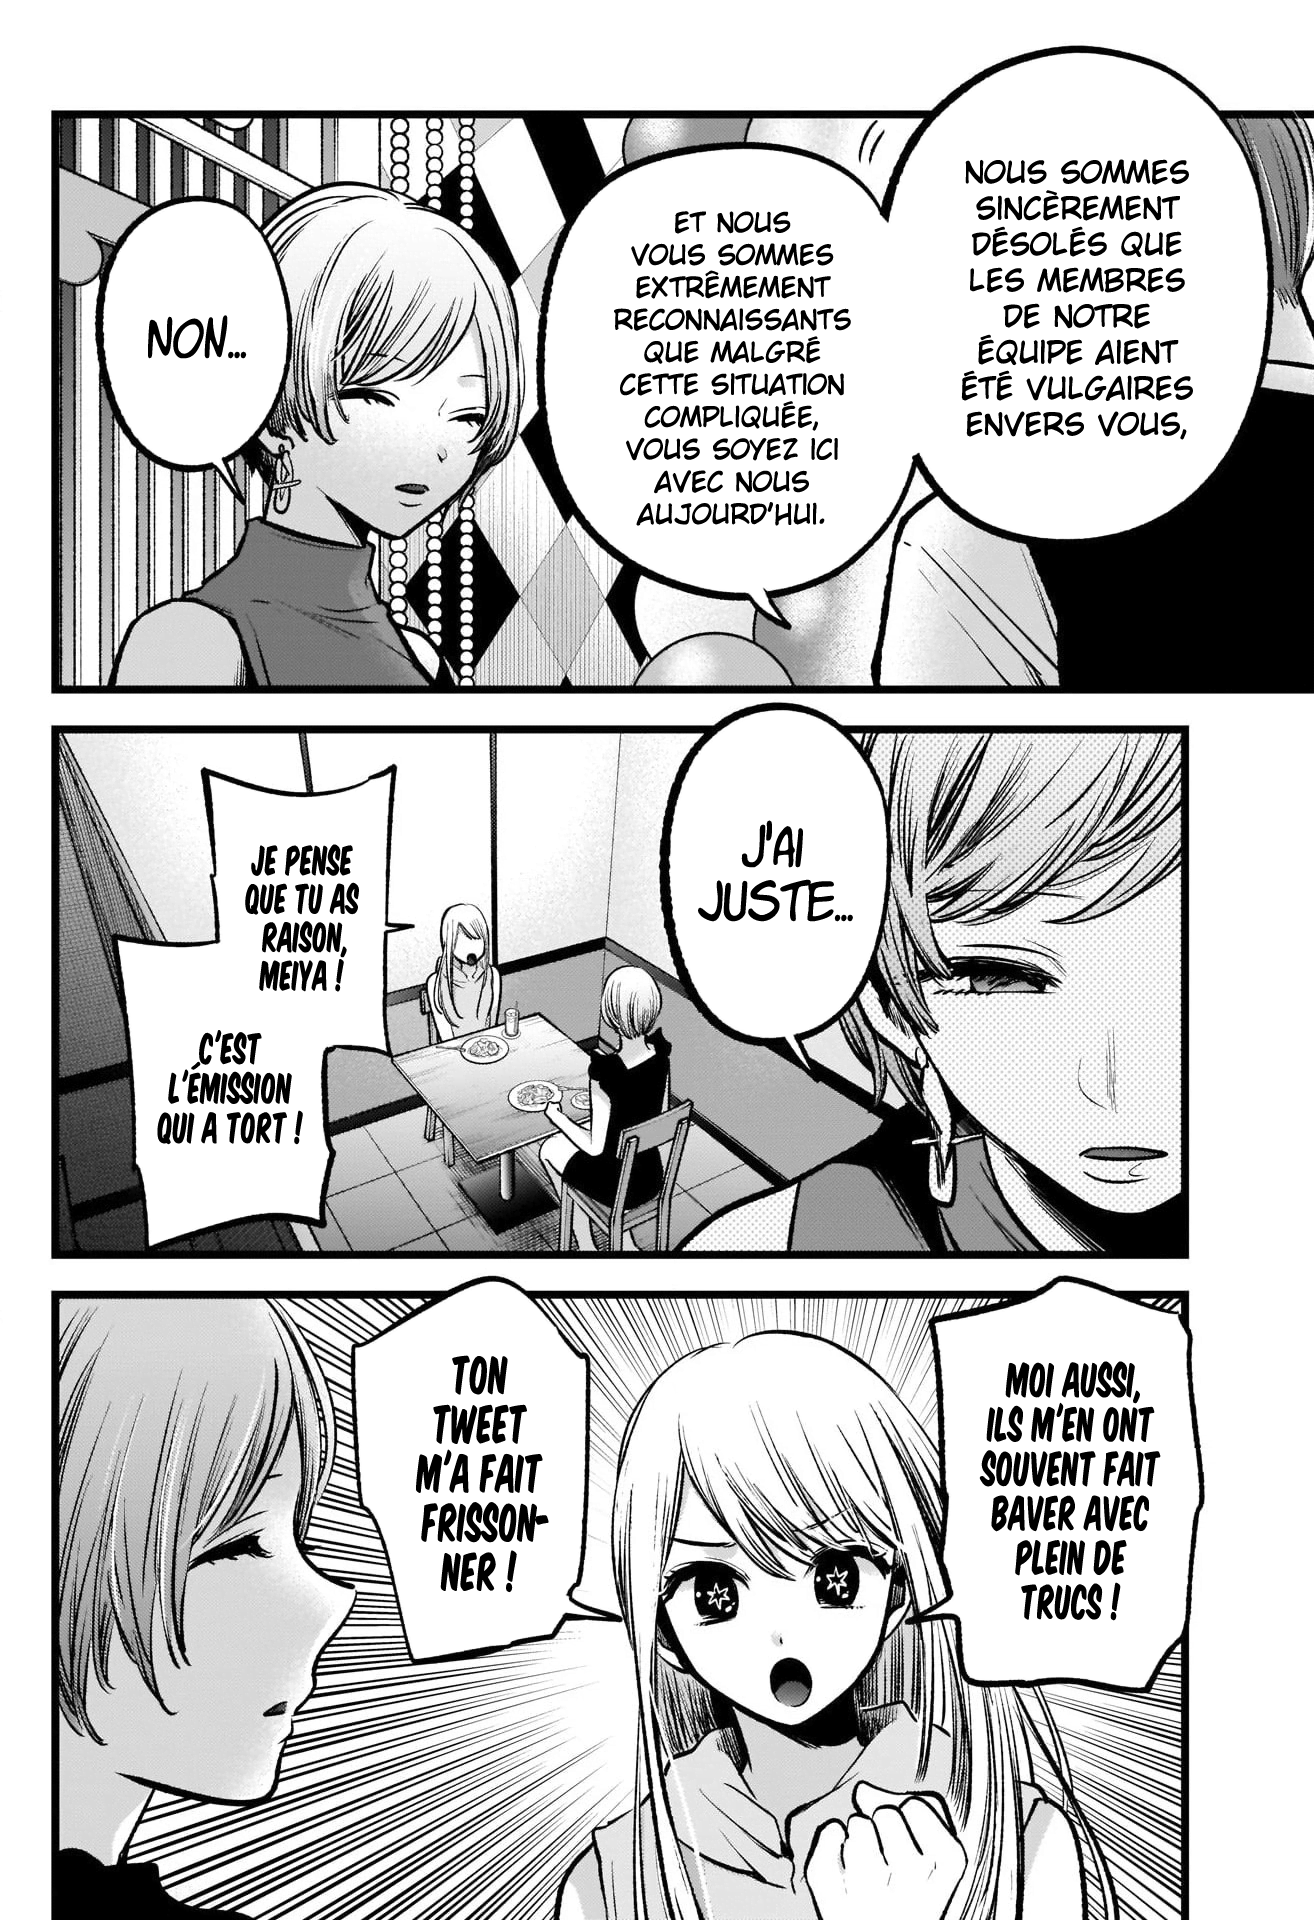 NOUS SOMMES
SINCÈREMENT
DÉSOLÉS QUE
LES MEMBRES
DE NOTRE
ÉQUIPE AIENT
ÉTÉ VULGAIRES
ENVERS VOUS,
ET NOUS
VOUS SOMMES
EXTRÊMEMENT
RECONNAISSANTS
QUE MALGRÉ
CETTE SITUATION
COMPLIQUÉE,
VOUS SOYEZ ICI
AVEC NOUS
AUJOURD'HUI.
NON...
J'AI
JUSTE...
JE PENSE
QUE TU AS
RAISON,
MEIYA !
C'EST
L'ÉMISSION
QUI A TORT !
MOI AUSSI,
ILS M'EN ONT
SOUVENT FAIT
BAVER AVEC
PLEIN DE
TRUCS !
TON
TWEET
M'A FAIT
FRISSON-
NER !